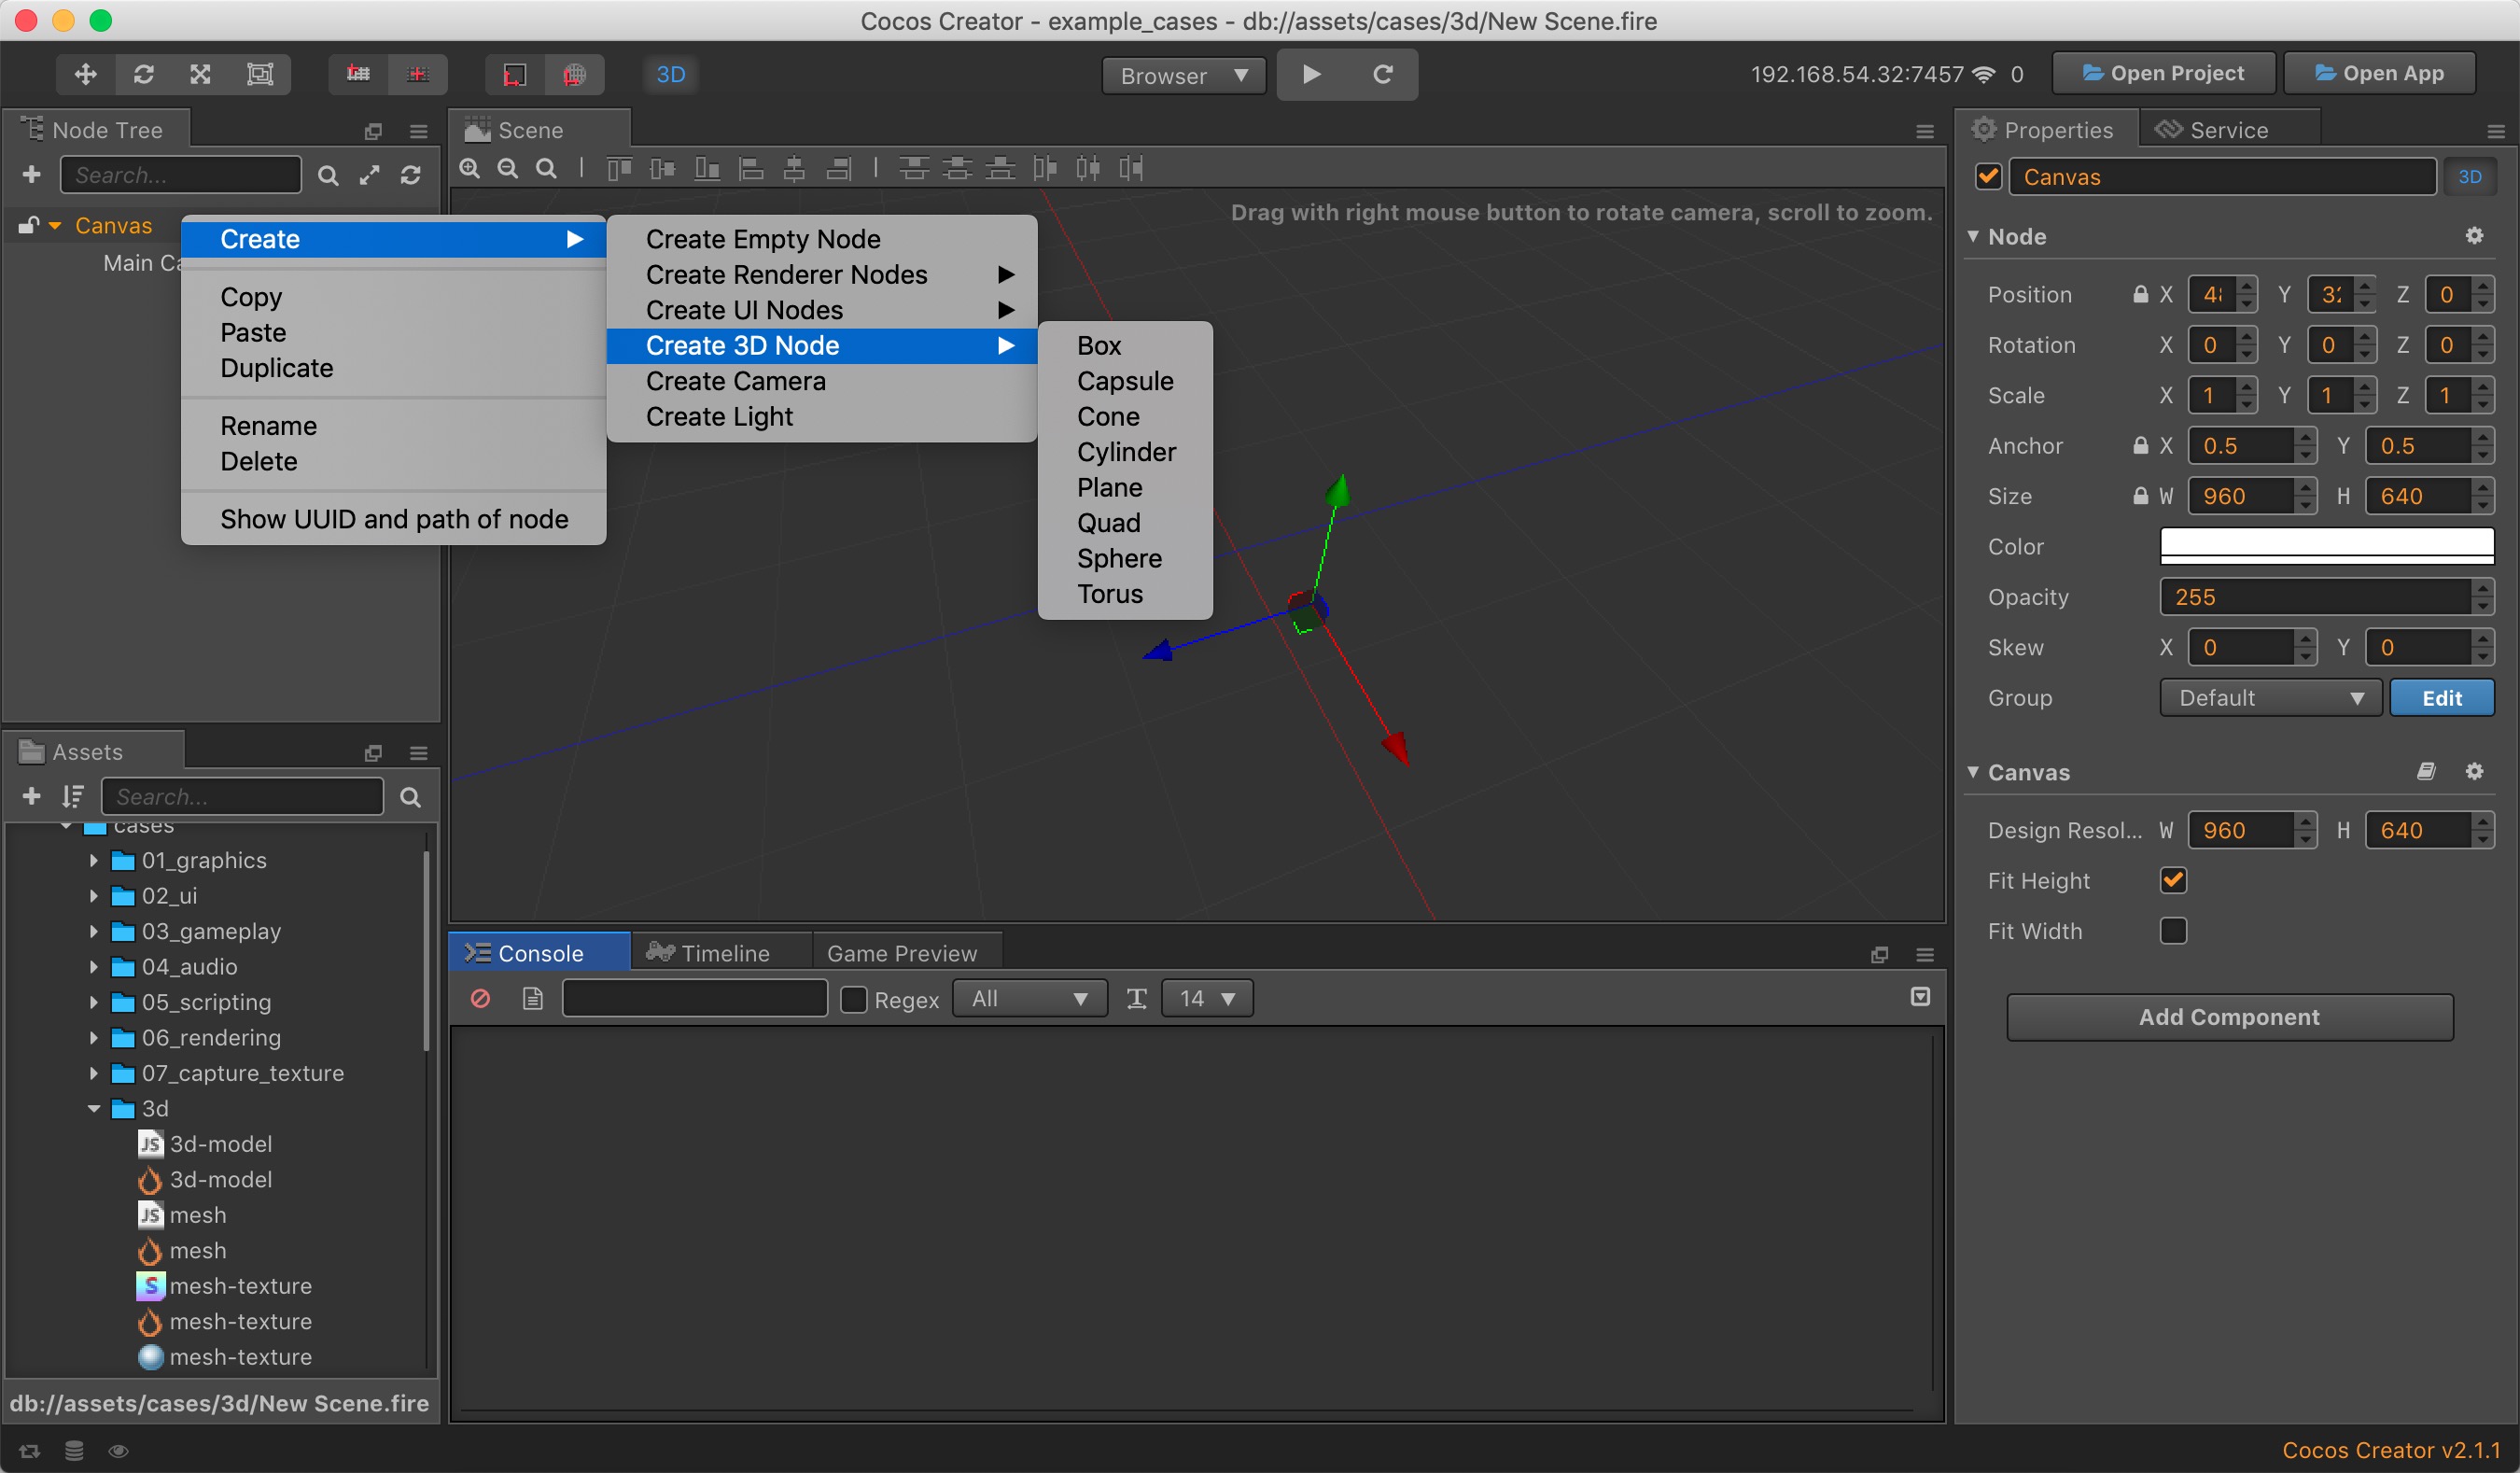 Cocos Creator - example_cases - db://assets/cases/3d/New Scene.fire
3D
Browser
192.168.54.32:7457
0
Open Project
Open App
Node Tree
Search...
Canvas
Main Ca
Create
Copy
Paste
Duplicate
Rename
Delete
Show UUID and path of node
Create Empty Node
Create Renderer Nodes
Create UI Nodes
Create 3D Node
Create Camera
Create Light
Box
Capsule
Cone
Cylinder
Plane
Quad
Sphere
Torus
Scene
Drag with right mouse button to rotate camera, scroll to zoom.
Assets
Search...
cases
01_graphics
02_ui
03_gameplay
04_audio
05_scripting
06_rendering
07_capture_texture
3d
JS 3d-model
3d-model
JS mesh
mesh
S mesh-texture
mesh-texture
mesh-texture
db://assets/cases/3d/New Scene.fire
Console
Timeline
Game Preview
Regex
All
14
Properties
Service
Canvas
3D
Node
Position X 4 Y 32 Z 0
Rotation X 0 Y 0 Z 0
Scale X 1 Y 1 Z 1
Anchor X 0.5 Y 0.5
Size W 960 H 640
Color
Opacity 255
Skew X 0 Y 0
Group Default Edit
Canvas
Design Resol... W 960 H 640
Fit Height
Fit Width
Add Component
Cocos Creator v2.1.1